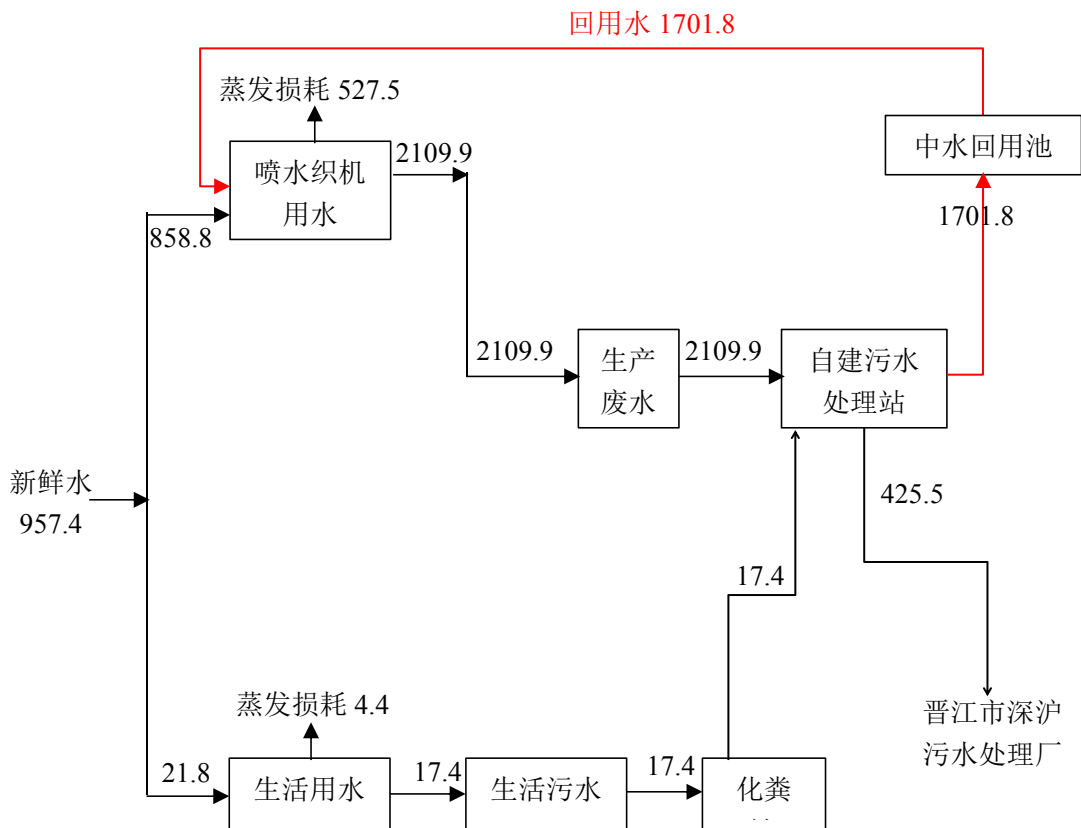 回用水 1701.8
蒸发损耗 527.5
喷水织机
用水
2109.9
中水回用池
1701.8
858.8
2109.9
生产
废水
2109.9
自建污水
处理站
新鲜水
957.4
425.5
17.4
蒸发损耗 4.4
晋江市深沪
污水处理厂
21.8
生活用水
17.4
生活污水
17.4
化粪